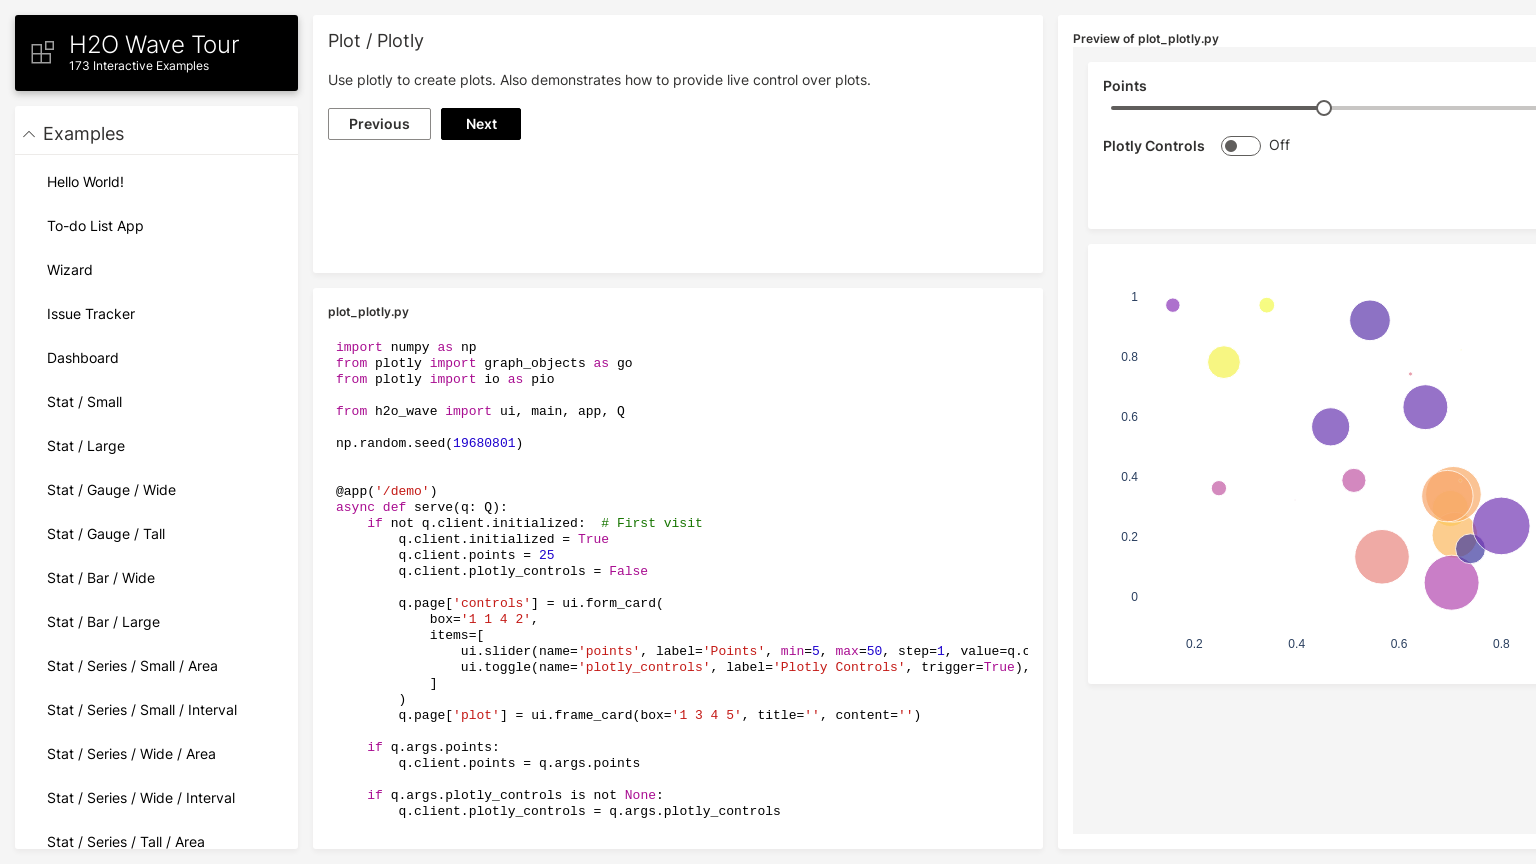 H2O Wave Tour
173 Interactive Examples
Examples
Hello World!
To-do List App
Wizard
Issue Tracker
Dashboard
Stat / Small
Stat / Large
Stat / Gauge / Wide
Stat / Gauge / Tall
Stat / Bar / Wide
Stat / Bar / Large
Stat / Series / Small / Area
Stat / Series / Small / Interval
Stat / Series / Wide / Area
Stat / Series / Wide / Interval
Stat / Series / Tall / Area
Plot / Plotly
Use plotly to create plots. Also demonstrates how to provide live control over plots.
Previous Next
plot_plotly.py
import numpy as np
from plotly import graph_objects as go
from plotly import io as pio
from h2o_wave import ui, main, app, Q
np.random.seed(19680801)
@app('/demo')
async def serve(q: Q):
    if not q.client.initialized:  # First visit
        q.client.initialized = True
        q.client.points = 25
        q.client.plotly_controls = False
        q.page['controls'] = ui.form_card(
            box='1 1 4 2',
            items=[
                ui.slider(name='points', label='Points', min=5, max=50, step=1, value=q.c
                ui.toggle(name='plotly_controls', label='Plotly Controls', trigger=True),
            ]
        )
        q.page['plot'] = ui.frame_card(box='1 3 4 5', title='', content='')
    if q.args.points:
        q.client.points = q.args.points
    if q.args.plotly_controls is not None:
        q.client.plotly_controls = q.args.plotly_controls
Preview of plot_plotly.py
Points
Plotly Controls Off
1
0.8
0.6
0.4
0.2
0
0.2 0.4 0.6 0.8